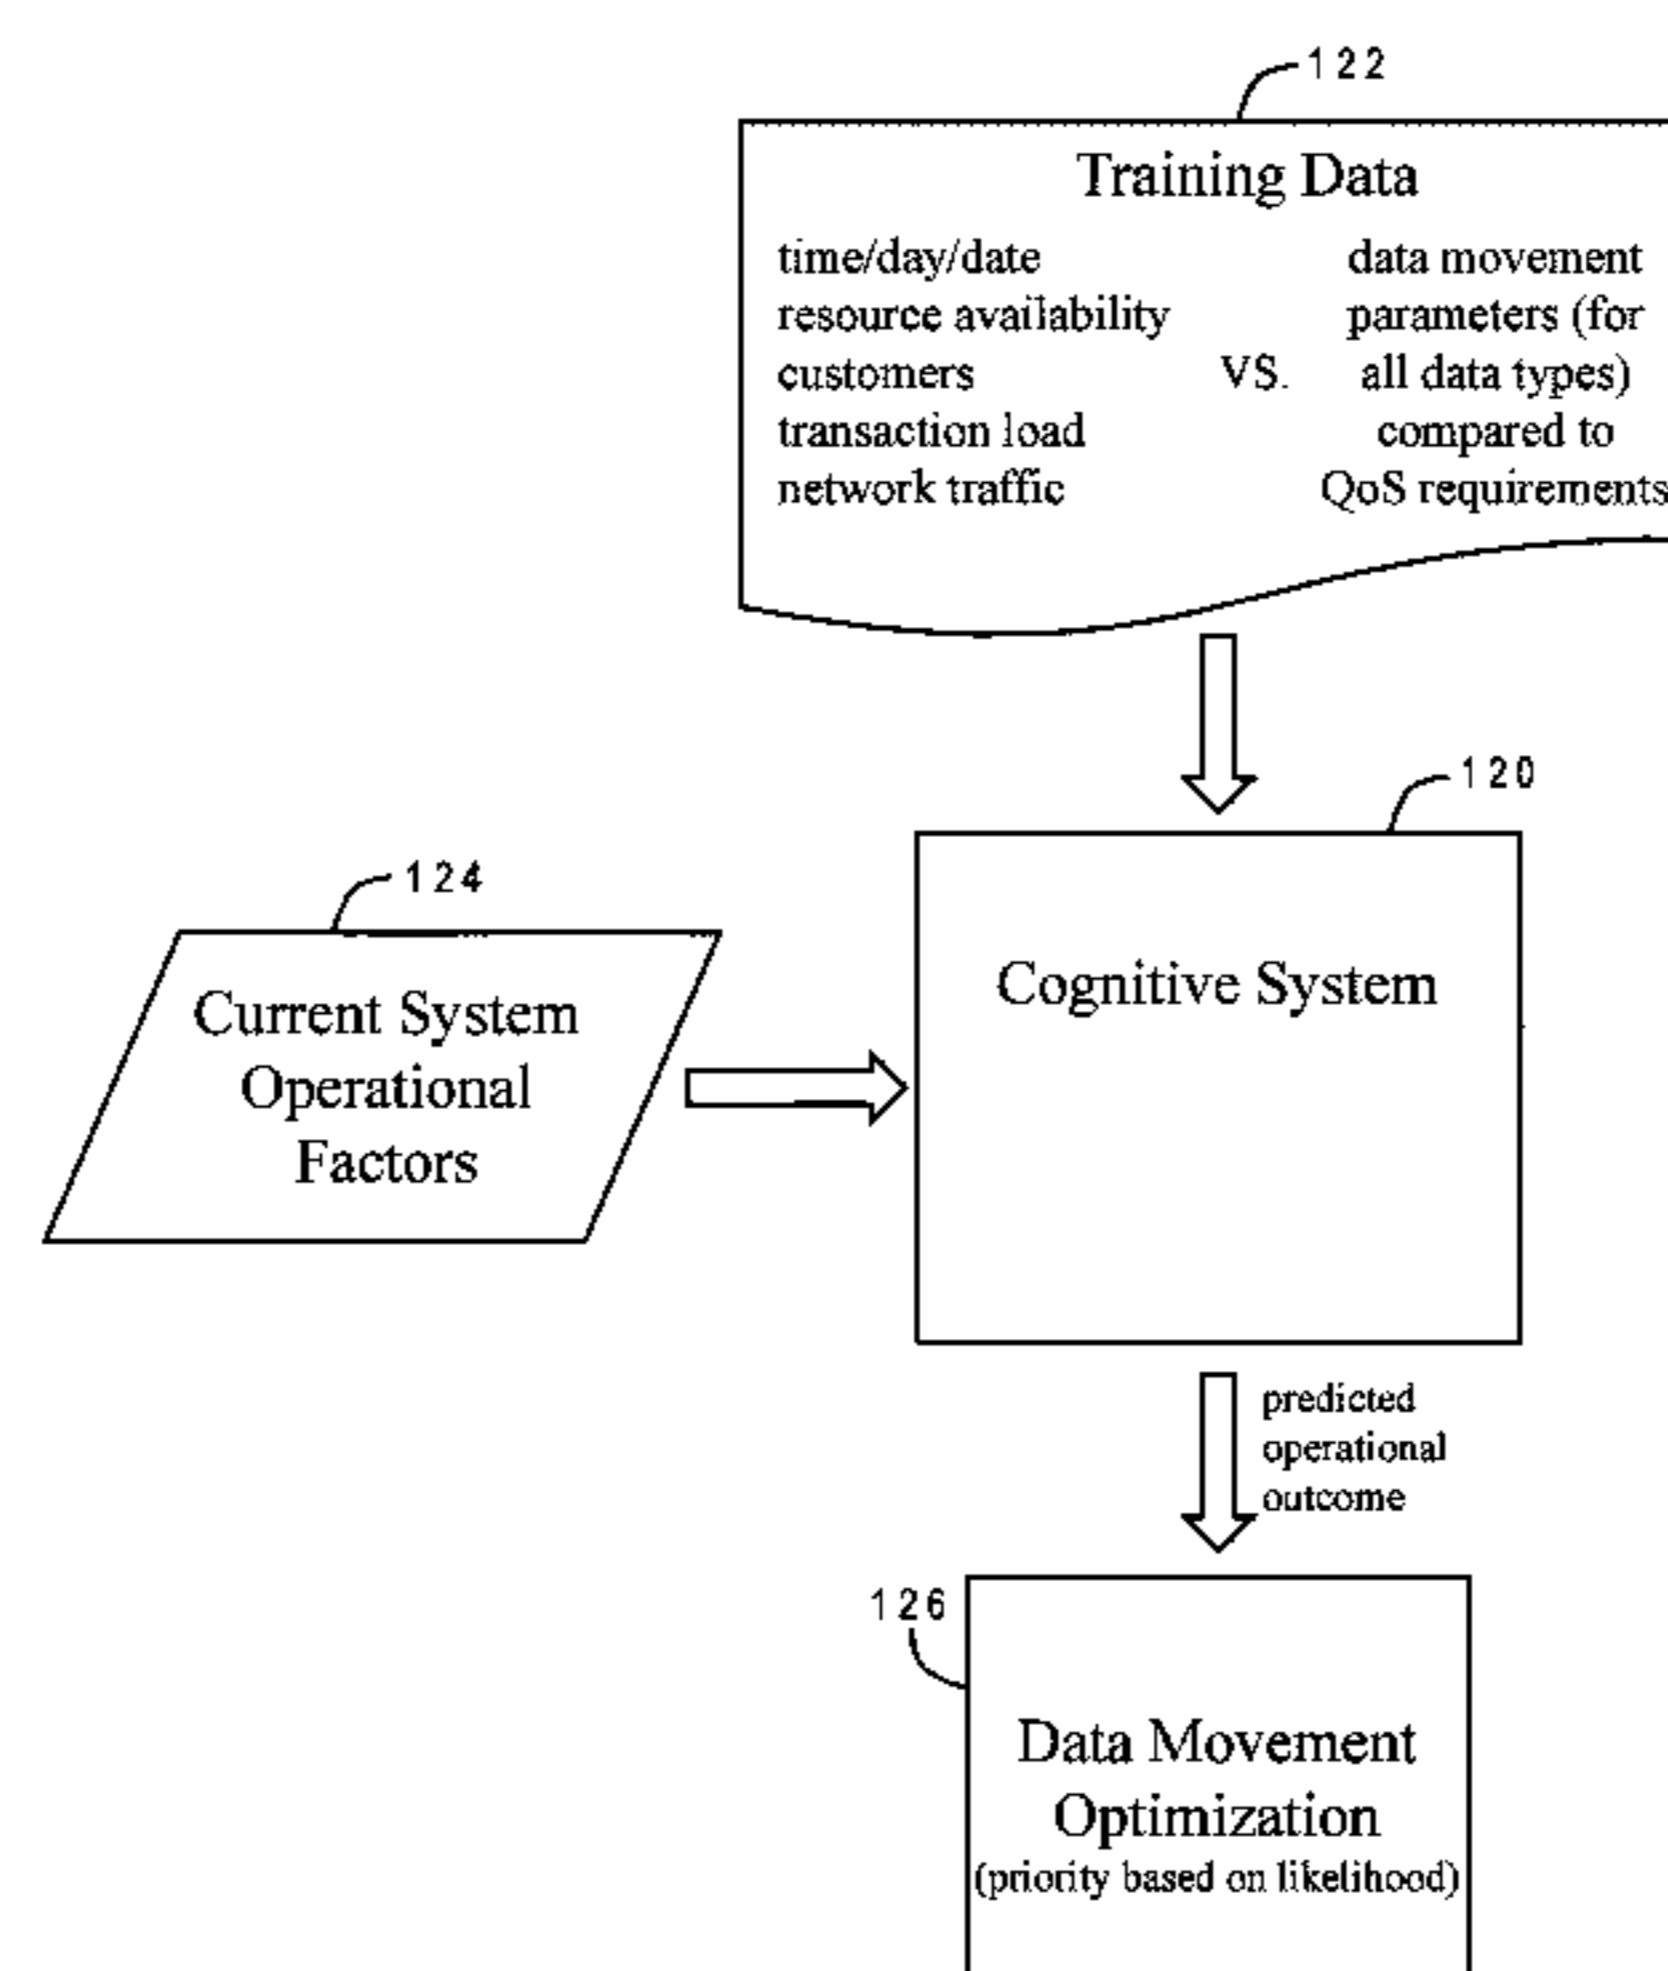 122
Training Data
time/day/date
resource availability
customers
transaction load
network traffic
VS.
data movement
parameters (for
all data types)
compared to
QoS requirements
120
Cognitive System
124
Current System
Operational
Factors
predicted
operational
outcome
126
Data Movement
Optimization
(priority based on likelihood)